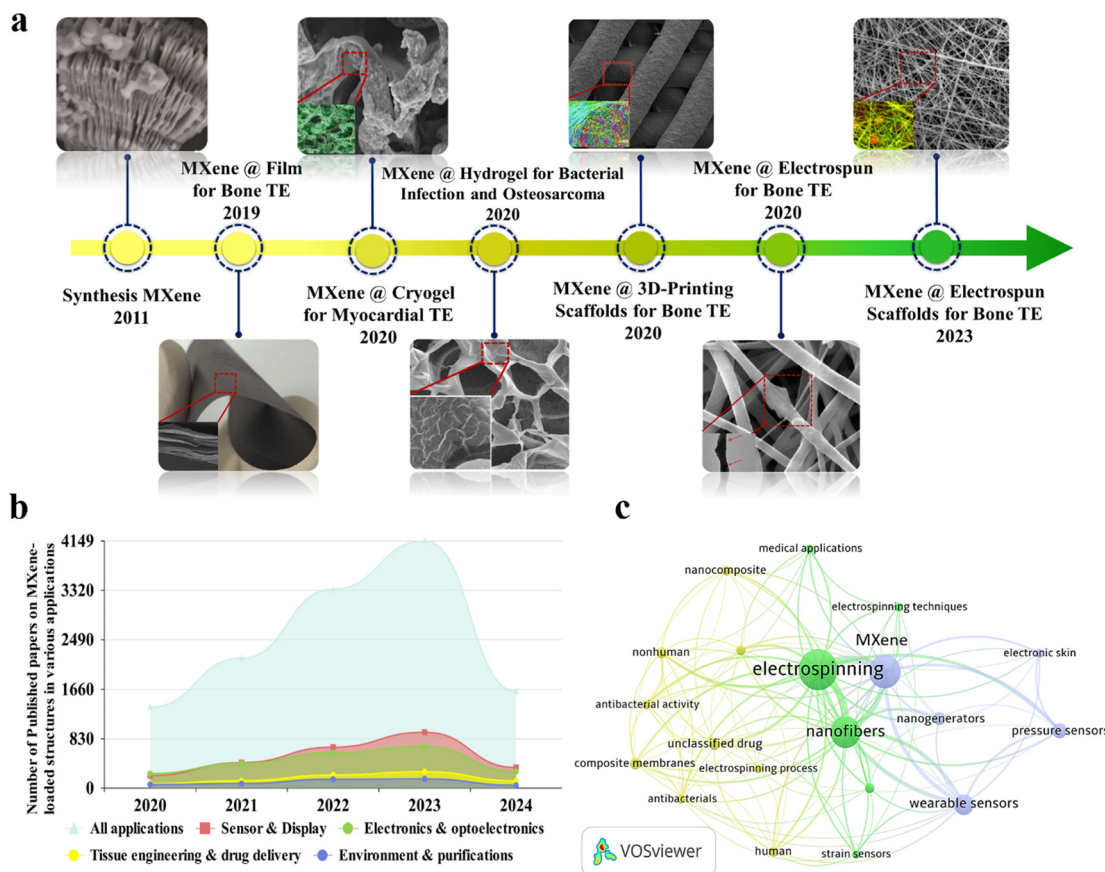 a
MXene @ Film
for Bone TE
2019
MXene @ Hydrogel for Bacterial
Infection and Osteosarcoma
2020
MXene @ Electrospun
for Bone TE
2020
Synthesis MXene
2011
MXene @ Cryogel
for Myocardial TE
2020
MXene @ 3D-Printing
Scaffolds for Bone TE
2020
MXene @ Electrospun
Scaffolds for Bone TE
2023
b
Number of Published papers on MXene-
loaded structures in various applications
4149
3320
2490
1660
830
0
2020 2021 2022 2023 2024
All applications Sensor & Display Electronics & optoelectronics
Tissue engineering & drug delivery Environment & purifications
c
medical applications
nanocomposite
electrospinning techniques
MXene
nonhuman
electronic skin
electrospinning
antibacterial activity
nanogenerators
nanofibers
pressure sensors
unclassified drug
composite membranes
electrospinning process
antibacterials
wearable sensors
human
strain sensors
VOSviewer